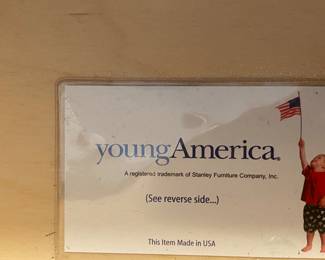 youngAmerica®
A registered trademark of Stanley Furniture Company, Inc.
(See reverse side...)
This Item Made in USA